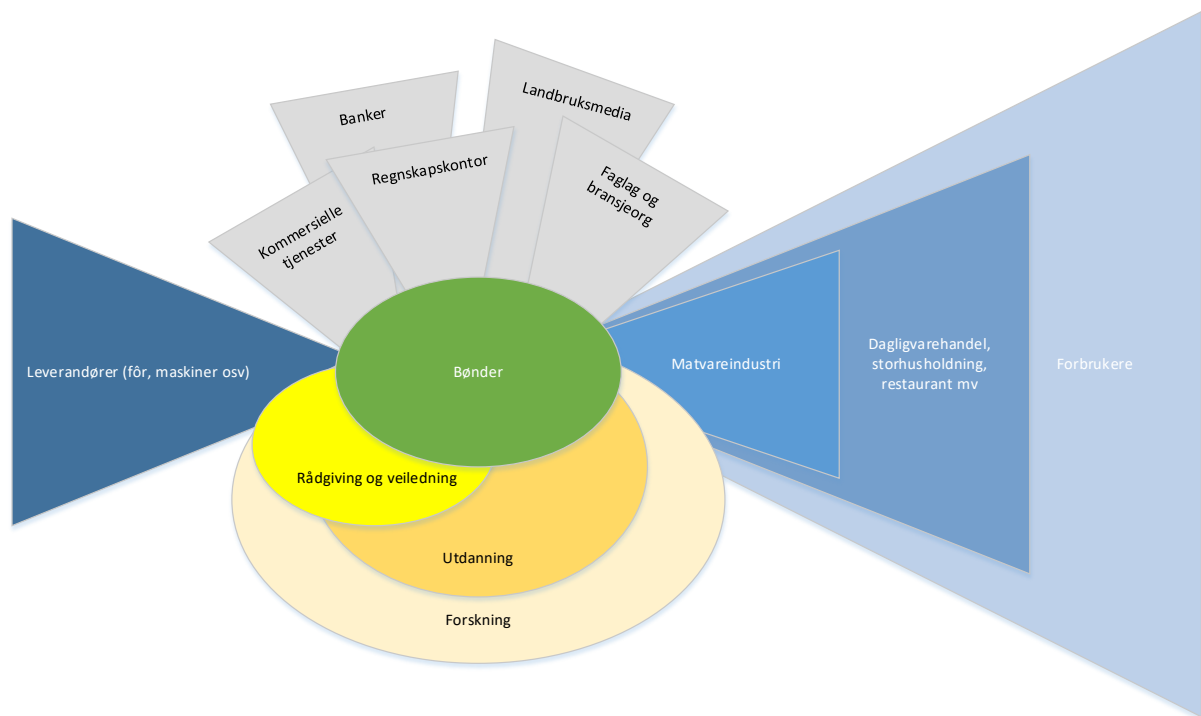 Landbruksmedia
Banker
Regnskapskontor
Faglag og
bransjeorg
Kommersielle
tjenester
Leverandører (fôr, maskiner osv)
Bønder
Matvareindustri
Dagligvarehandel,
storhusholdning,
restaurant mv
Forbrukere
Rådgiving og veiledning
Utdanning
Forskning